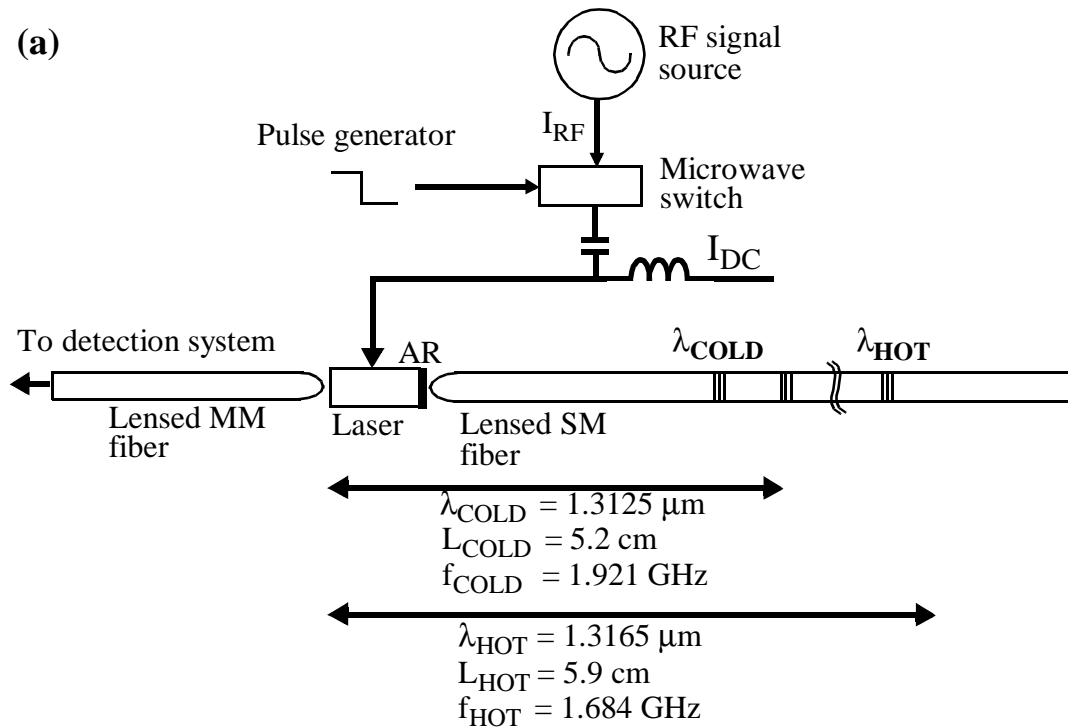 (a)
RF signal
source
I_RF
Pulse generator
Microwave
switch
I_DC
To detection system
AR
λ_COLD
λ_HOT
Lensed MM
fiber
Laser
Lensed SM
fiber
λ_COLD = 1.3125 μm
L_COLD = 5.2 cm
f_COLD = 1.921 GHz
λ_HOT = 1.3165 μm
L_HOT = 5.9 cm
f_HOT = 1.684 GHz